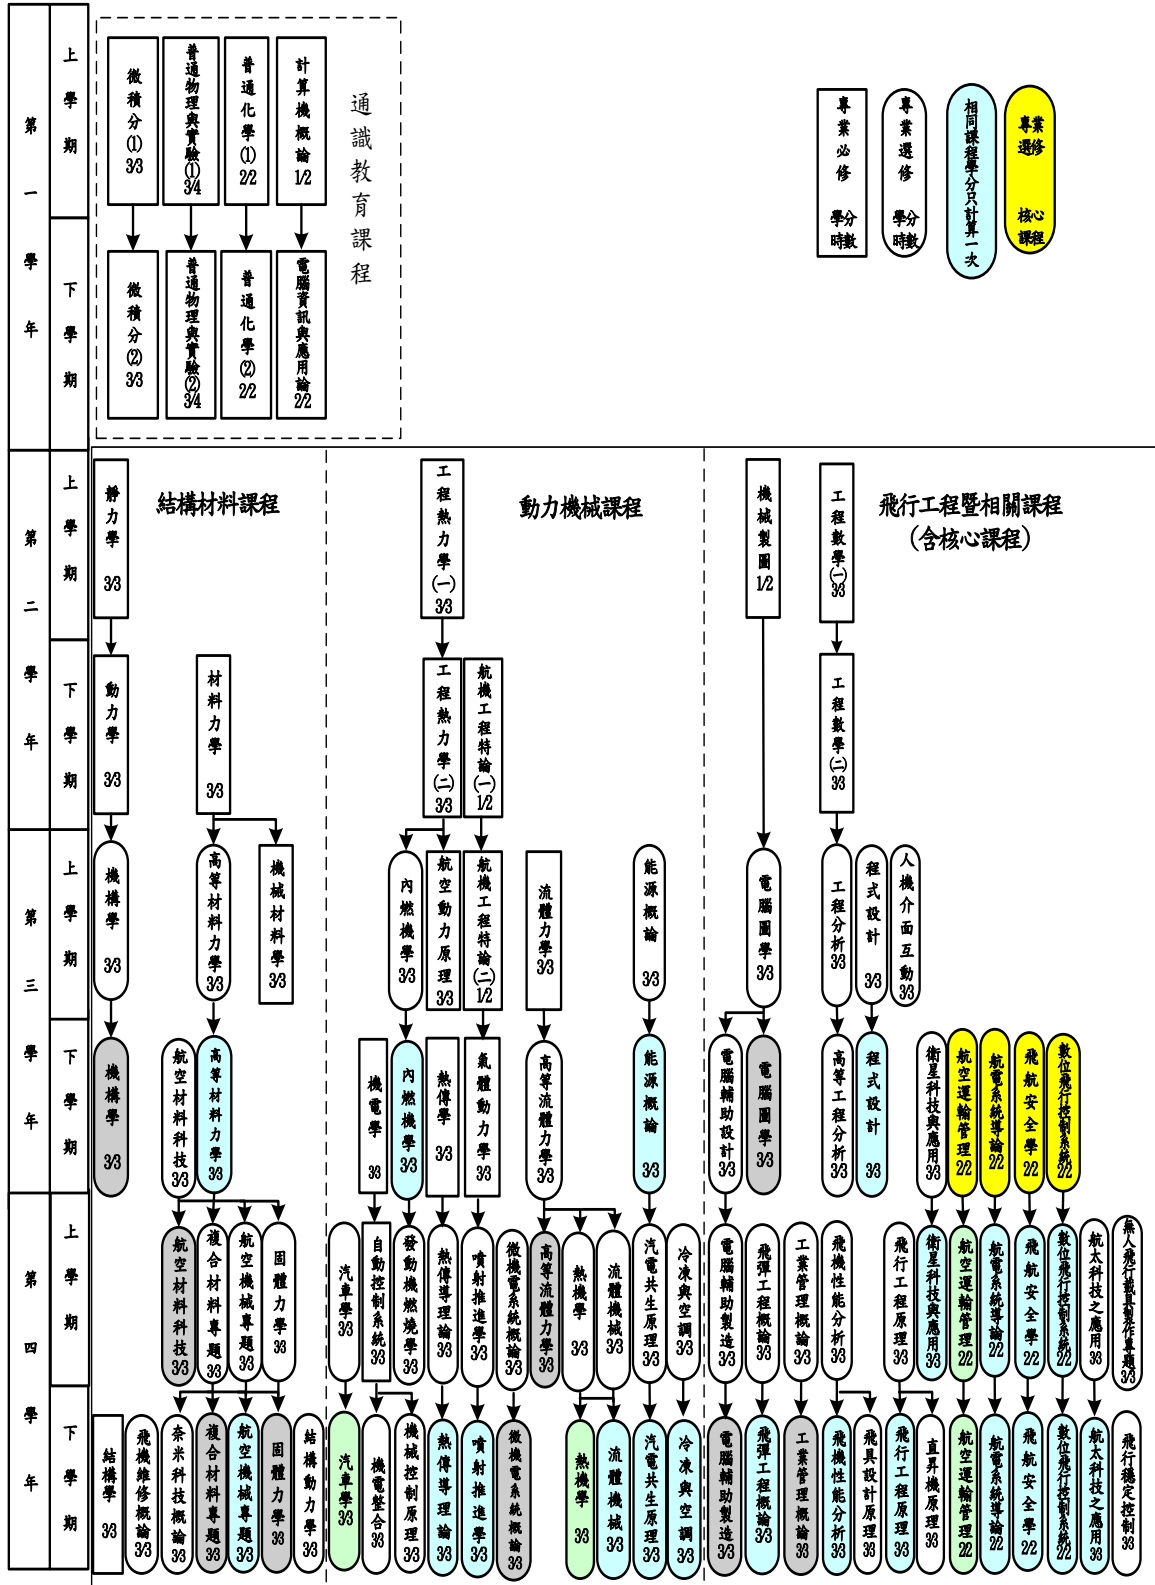 第一學年
上學期
微積分(1) 3/3
普通物理與實驗(1) 3/4
普通化學(1) 2/2
計算機概論 1/2
通識教育課程
專業必修 學分時數
專業選修 學分時數
相同課程學分只計算一次
專業選修 核心課程
下學期
微積分(2) 3/3
普通物理與實驗(2) 3/4
普通化學(2) 2/2
電腦資訊與應用論 2/2
第二學年
上學期
靜力學 3/3
結構材料課程
工程熱力學(一) 3/3
動力機械課程
機械製圖 1/2
工程數學(一) 3/3
飛行工程暨相關課程
(含核心課程)
下學期
動力學 3/3
材料力學 3/3
工程熱力學(二) 3/3
航機工程特論(一) 1/2
工程數學(二) 3/3
第三學年
上學期
機構學 3/3
高等材料力學 3/3
機械材料學 3/3
內燃機學 3/3
航空動力原理 3/3
航機工程特論(二) 1/2
流體力學 3/3
能源概論 3/3
電腦圖學 3/3
工程分析 3/3
程式設計 3/3
人機介面互動 3/3
下學期
機構學 3/3
航空材料科技 3/3
高等材料力學 3/3
機電學 3/3
內燃機學 3/3
熱傳學 3/3
氣體動力學 3/3
高等流體力學 3/3
能源概論 3/3
電腦輔助設計 3/3
電腦圖學 3/3
高等工程分析 3/3
程式設計 3/3
衛星科技與應用 3/3
航空運輸管理 2/2
航電系統導論 2/2
飛航安全學 2/2
數位飛行控制系統 2/2
第四學年
上學期
航空材料科技 3/3
複合材料專題 3/3
航空機械專題 3/3
固體力學 3/3
汽車學 3/3
自動控制系統 3/3
發動機燃燒學 3/3
熱傳導理論 3/3
噴射推進學 3/3
微機電系統概論 3/3
高等流體力學 3/3
熱機學 3/3
流體機械 3/3
汽電共生原理 3/3
冷凍與空調 3/3
電腦輔助製造 3/3
飛彈工程概論 3/3
工業管理概論 3/3
飛機性能分析 3/3
飛行工程原理 3/3
衛星科技與應用 3/3
航空運輸管理 2/2
航電系統導論 2/2
飛航安全學 2/2
數位飛行控制系統 2/2
航太科技之應用 3/3
無人飛行載具製作專題 3/3
下學期
結構學 3/3
飛機維修概論 3/3
奈米科技概論 3/3
複合材料專題 3/3
航空機械專題 3/3
固體力學 3/3
結構動力學 3/3
汽車學 3/3
機電整合 3/3
機械控制原理 3/3
熱傳導理論 3/3
噴射推進學 3/3
微機電系統概論 3/3
熱機學 3/3
流體機械 3/3
汽電共生原理 3/3
冷凍與空調 3/3
電腦輔助製造 3/3
飛彈工程概論 3/3
工業管理概論 3/3
飛機性能分析 3/3
飛具設計原理 3/3
飛行工程原理 3/3
直昇機原理 3/3
航空運輸管理 2/2
航電系統導論 2/2
飛航安全學 2/2
數位飛行控制系統 2/2
航太科技之應用 3/3
飛行穩定控制 3/3